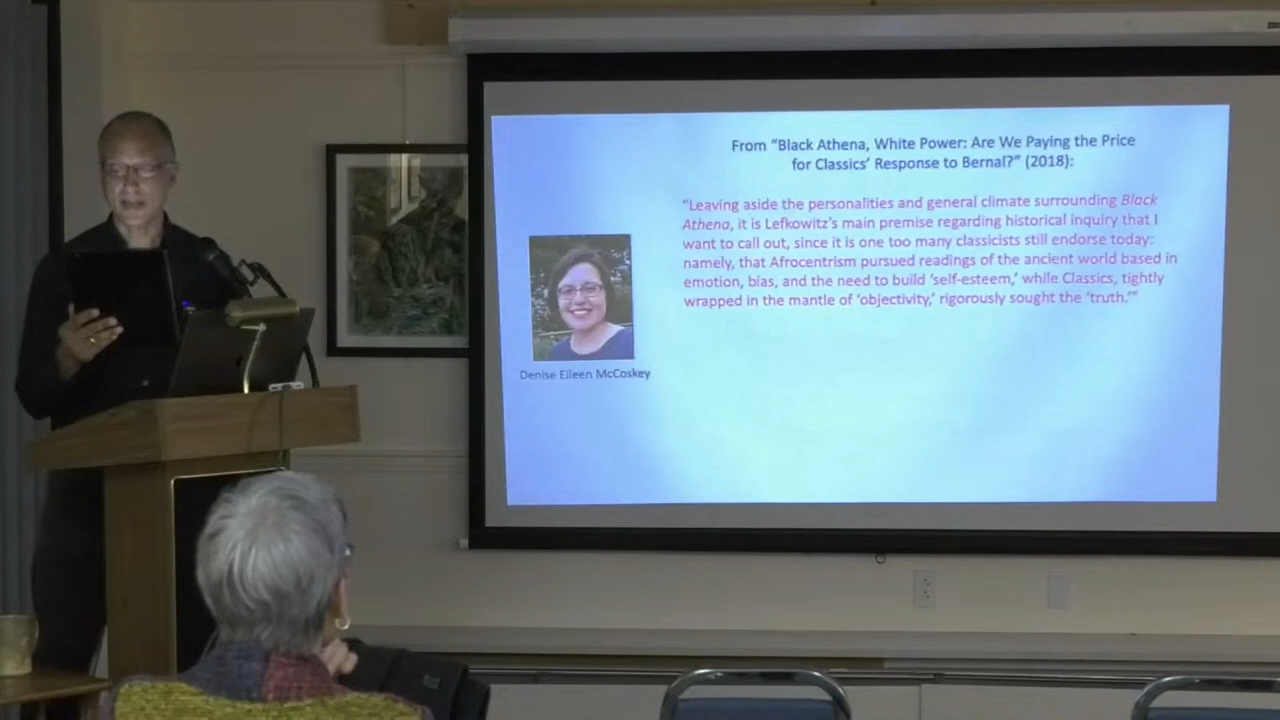 From “Black Athena, White Power: Are We Paying the Price
for Classics’ Response to Bernal?” (2018):
“Leaving aside the personalities and general climate surrounding Black
Athena, it is Lefkowitz’s main premise regarding historical inquiry that I
want to call out, since it is one too many classicists still endorse today:
namely, that Afrocentrism pursued readings of the ancient world based in
emotion, bias, and the need to build ‘self-esteem,’ while Classics, tightly
wrapped in the mantle of ‘objectivity,’ rigorously sought the ‘truth.’”
Denise Eileen McCoskey